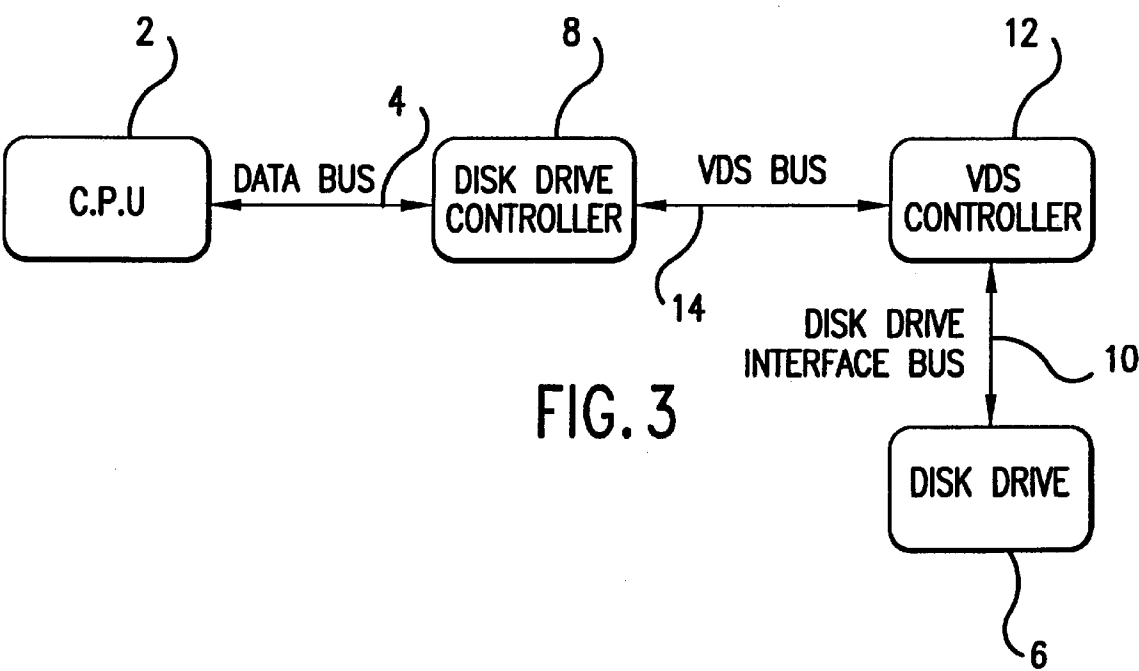 2
8
12
4
C.P.U
DATA BUS
DISK DRIVE
CONTROLLER
VDS BUS
VDS
CONTROLLER
14
DISK DRIVE
INTERFACE BUS
10
FIG. 3
DISK DRIVE
6